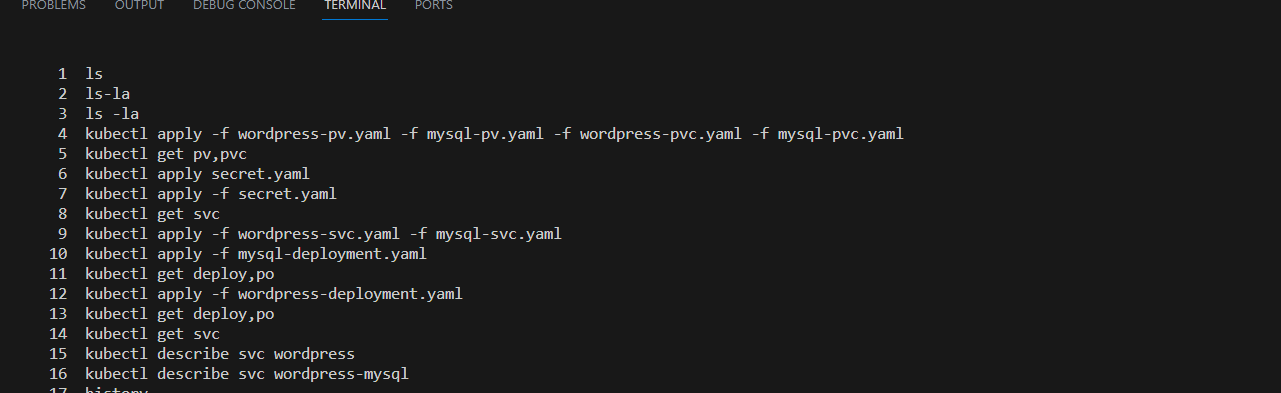 PROBLEMS OUTPUT DEBUG CONSOLE TERMINAL PORTS
1 ls
2 ls-la
3 ls -la
4 kubectl apply -f wordpress-pv.yaml -f mysql-pv.yaml -f wordpress-pvc.yaml -f mysql-pvc.yaml
5 kubectl get pv,pvc
6 kubectl apply secret.yaml
7 kubectl apply -f secret.yaml
8 kubectl get svc
9 kubectl apply -f wordpress-svc.yaml -f mysql-svc.yaml
10 kubectl apply -f mysql-deployment.yaml
11 kubectl get deploy,po
12 kubectl apply -f wordpress-deployment.yaml
13 kubectl get deploy,po
14 kubectl get svc
15 kubectl describe svc wordpress
16 kubectl describe svc wordpress-mysql
17 history